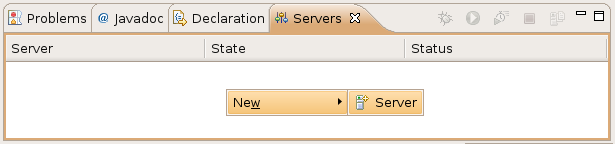 Problems @ Javadoc Declaration Servers
Server State Status
New Server